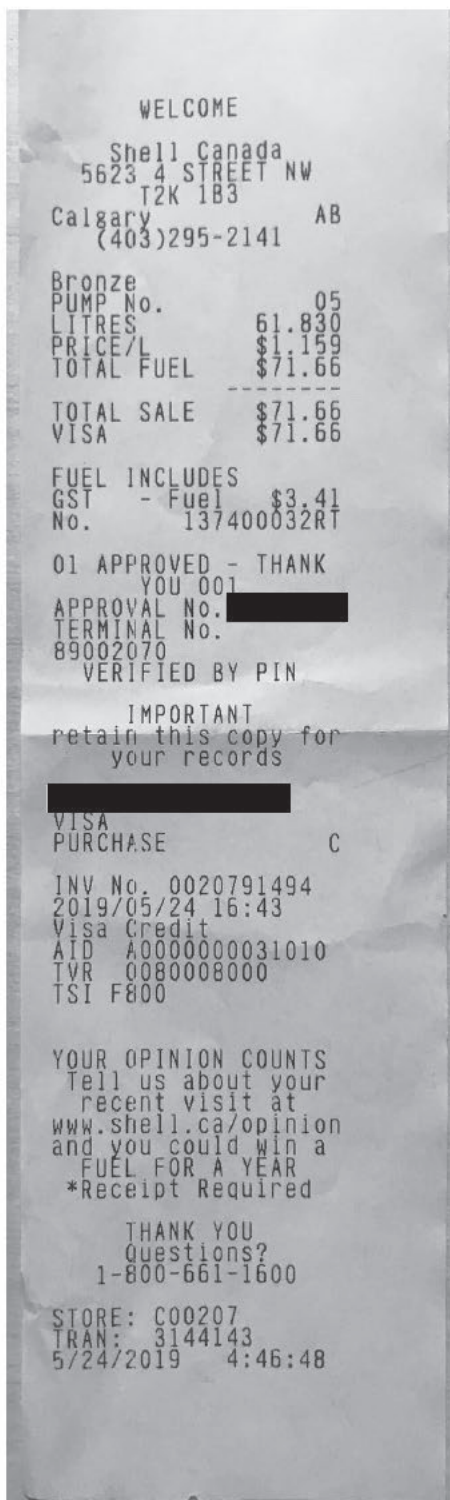 WELCOME
Shell Canada
5623 4 STREET NW
T2K 1B3
Calgary AB
(403)295-2141
Bronze
PUMP No. 05
LITRES 61.830
PRICE/L $1.159
TOTAL FUEL $71.66
--------
TOTAL SALE $71.66
VISA $71.66
FUEL INCLUDES
GST - Fuel $3.41
No. 137400032RT
01 APPROVED - THANK
YOU 001
APPROVAL No.
TERMINAL No.
89002070
VERIFIED BY PIN
IMPORTANT
retain this copy for
your records
VISA
PURCHASE C
INV No. 0020791494
2019/05/24 16:43
Visa Credit
AID A0000000031010
TVR 0080008000
TSI F800
YOUR OPINION COUNTS
Tell us about your
recent visit at
www.shell.ca/opinion
and you could win a
FUEL FOR A YEAR
*Receipt Required
THANK YOU
Questions?
1-800-661-1600
STORE: C00207
TRAN: 3144143
5/24/2019 4:46:48